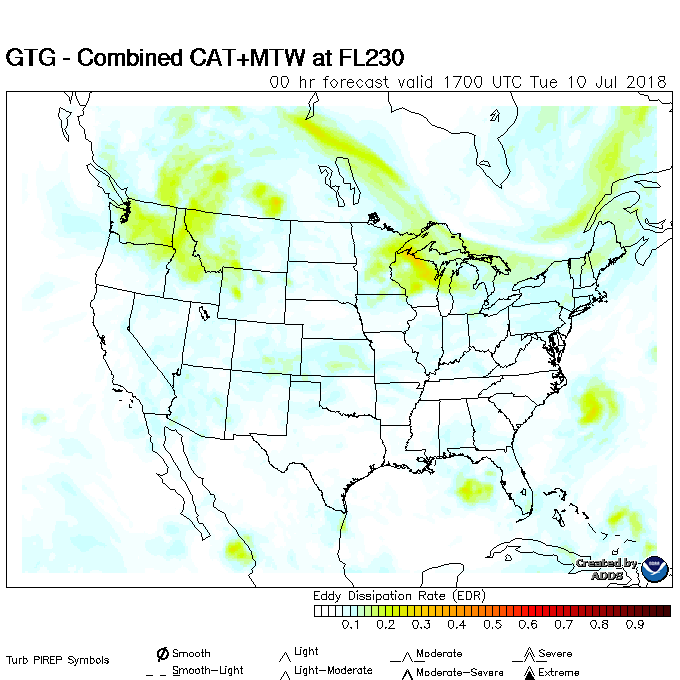 GTG - Combined CAT+MTW at FL230
00 hr forecast valid 1700 UTC Tue 10 Jul 2018
Created by
ADDS
Eddy Dissipation Rate (EDR)
0.1 0.2 0.3 0.4 0.5 0.6 0.7 0.8 0.9
Turb PIREP Symbols
Smooth Light Moderate Severe
Smooth-Light Light-Moderate Moderate-Severe Extreme